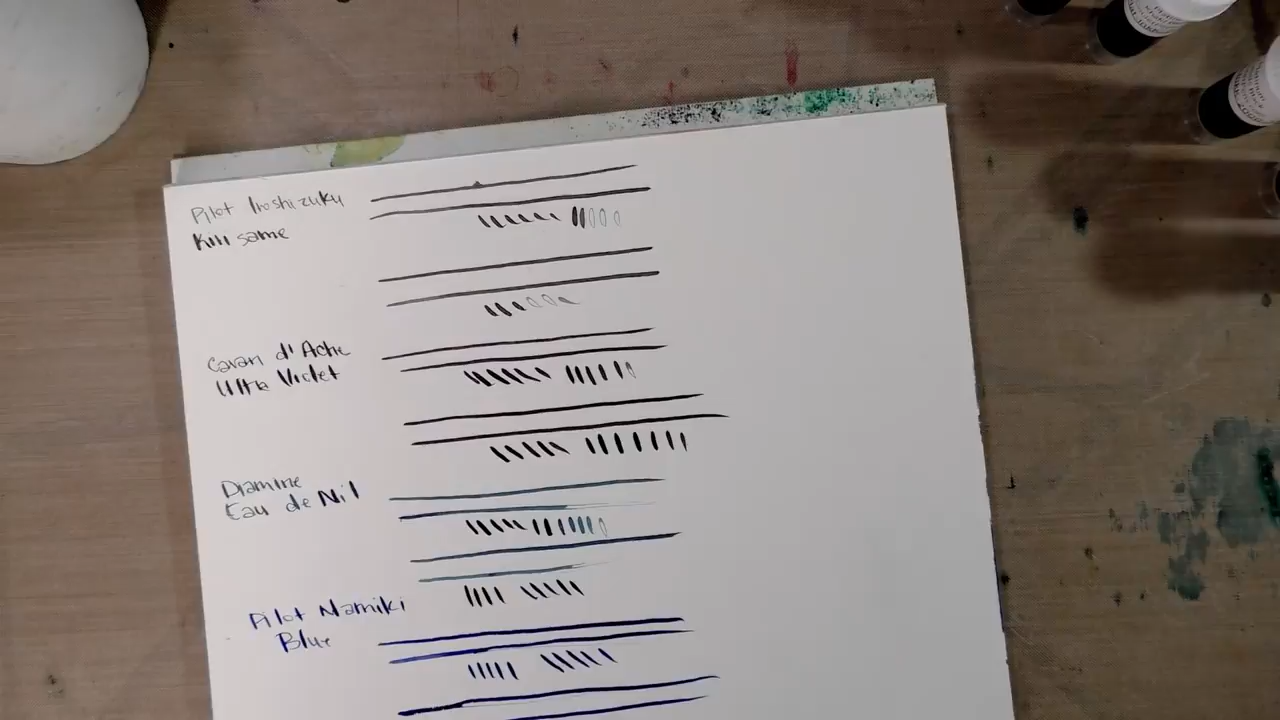 Pilot Iroshizuku
Kiri same
Caran d'Ache
Ultra Violet
Diamine
Eau de Nil
Pilot Namiki
Blue